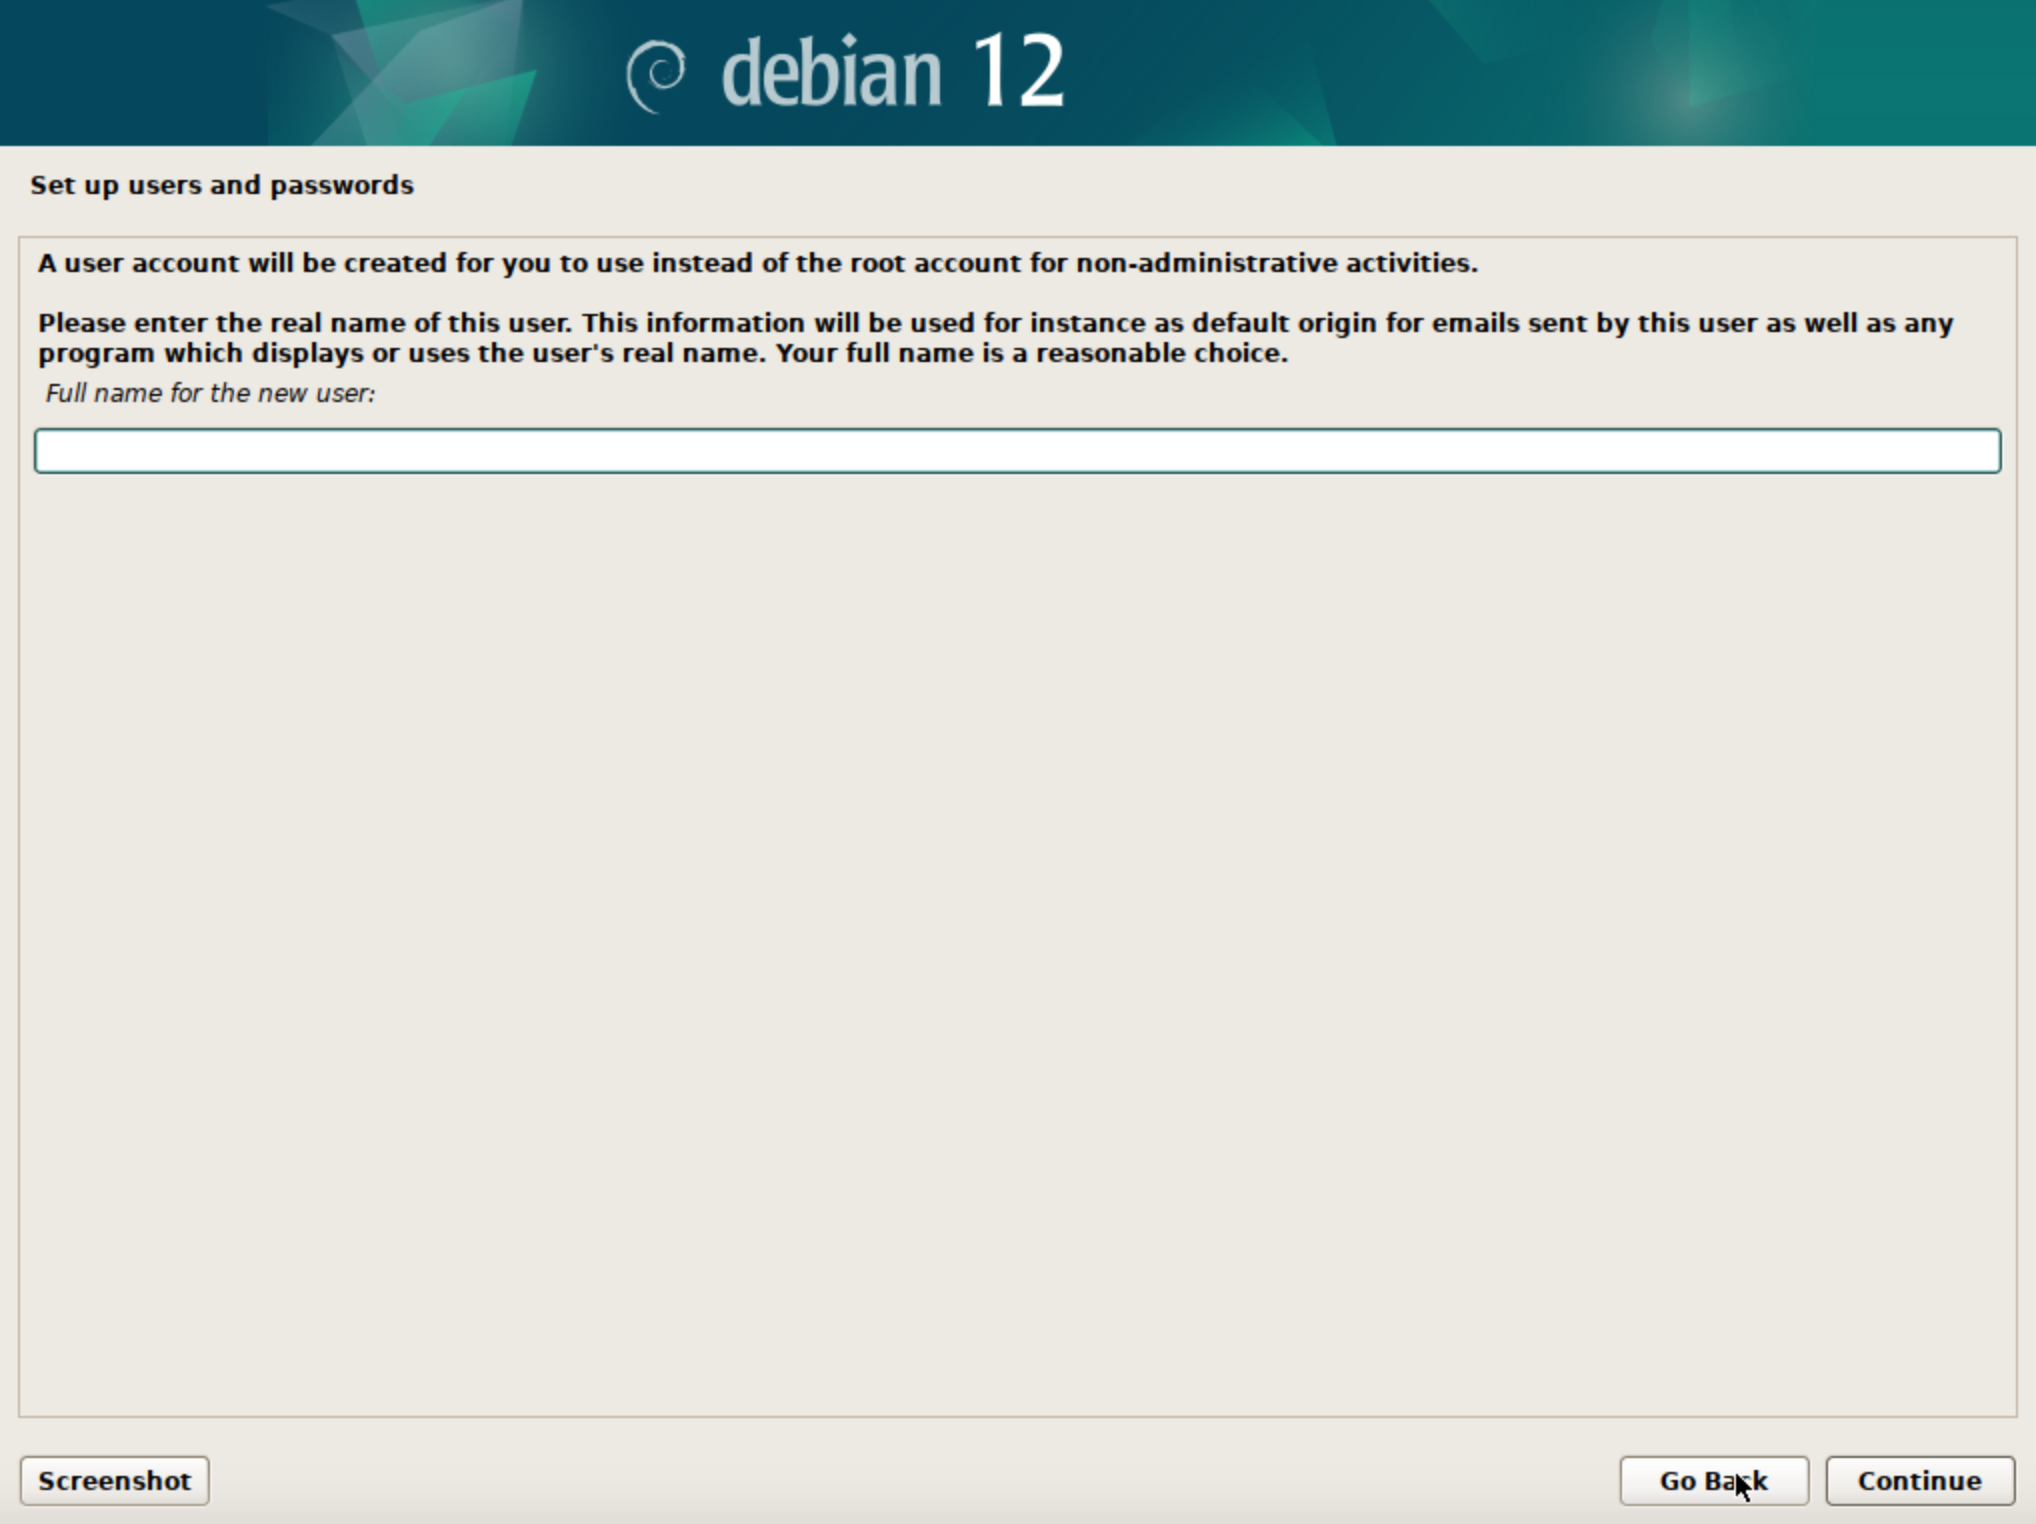 debian 12
Set up users and passwords
A user account will be created for you to use instead of the root account for non-administrative activities.
Please enter the real name of this user. This information will be used for instance as default origin for emails sent by this user as well as any
program which displays or uses the user's real name. Your full name is a reasonable choice.
Full name for the new user:
Screenshot
Go Back
Continue